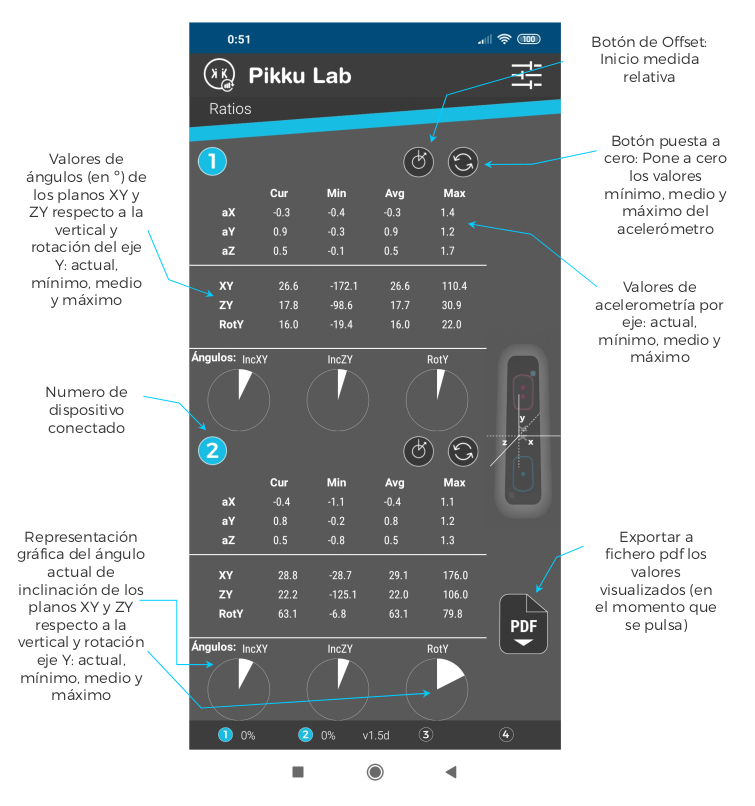 0:51
100
Pikku Lab
Ratios
Botón de Offset:
Inicio medida
relativa
Botón puesta a
cero: Pone a cero
los valores
mínimo, medio y
máximo del
acelerómetro
Valores de
ángulos (en º) de
los planos XY y
ZY respecto a la
vertical y
rotación del eje
Y: actual,
mínimo, medio
y máximo
1
Cur Min Avg Max
aX -0.3 -0.4 -0.3 1.4
aY 0.9 -0.3 0.9 1.2
aZ 0.5 -0.1 0.5 1.7
XY 26.6 -172.1 26.6 110.4
ZY 17.8 -98.6 17.7 30.9
RotY 16.0 -19.4 16.0 22.0
Valores de
acelerometría por
eje: actual,
mínimo, medio y
máximo
Ángulos: IncXY IncZY RotY
Numero de
dispositivo
conectado
y
z x
2
Cur Min Avg Max
aX -0.4 -1.1 -0.4 1.1
aY 0.8 -0.2 0.8 1.2
aZ 0.5 -0.8 0.5 1.3
XY 28.8 -28.7 29.1 176.0
ZY 22.2 -125.1 22.0 106.0
RotY 63.1 -6.8 63.1 79.8
Representación
gráfica del ángulo
actual de
inclinación de los
planos XY y ZY
respecto a la
vertical y rotación
eje Y: actual,
mínimo, medio y
máximo
Exportar a
fichero pdf los
valores
visualizados (en
el momento que
se pulsa)
PDF
Ángulos: IncXY IncZY RotY
1 0% 2 0% v1.5d 3 4